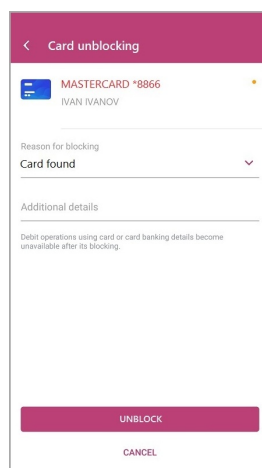 Card unblocking
MASTERCARD *8866
IVAN IVANOV
Reason for blocking
Card found
Additional details
Debit operations using card or card banking details become
unavailable after its blocking.
UNBLOCK
CANCEL